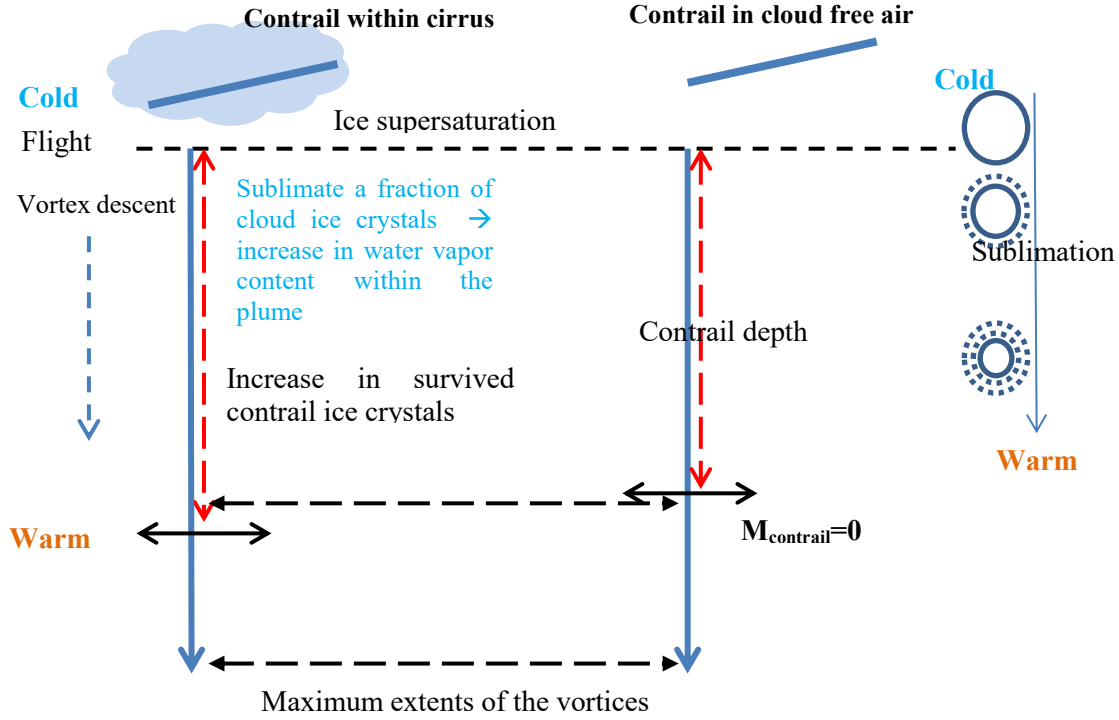 Contrail within cirrus
Contrail in cloud free air
Cold
Cold
Flight
Ice supersaturation
Vortex descent
Sublimate a fraction of
cloud ice crystals →
increase in water vapor
content within the
plume
Sublimation
Contrail depth
Increase in survived
contrail ice crystals
Warm
Warm
M_contrail=0
Maximum extents of the vortices